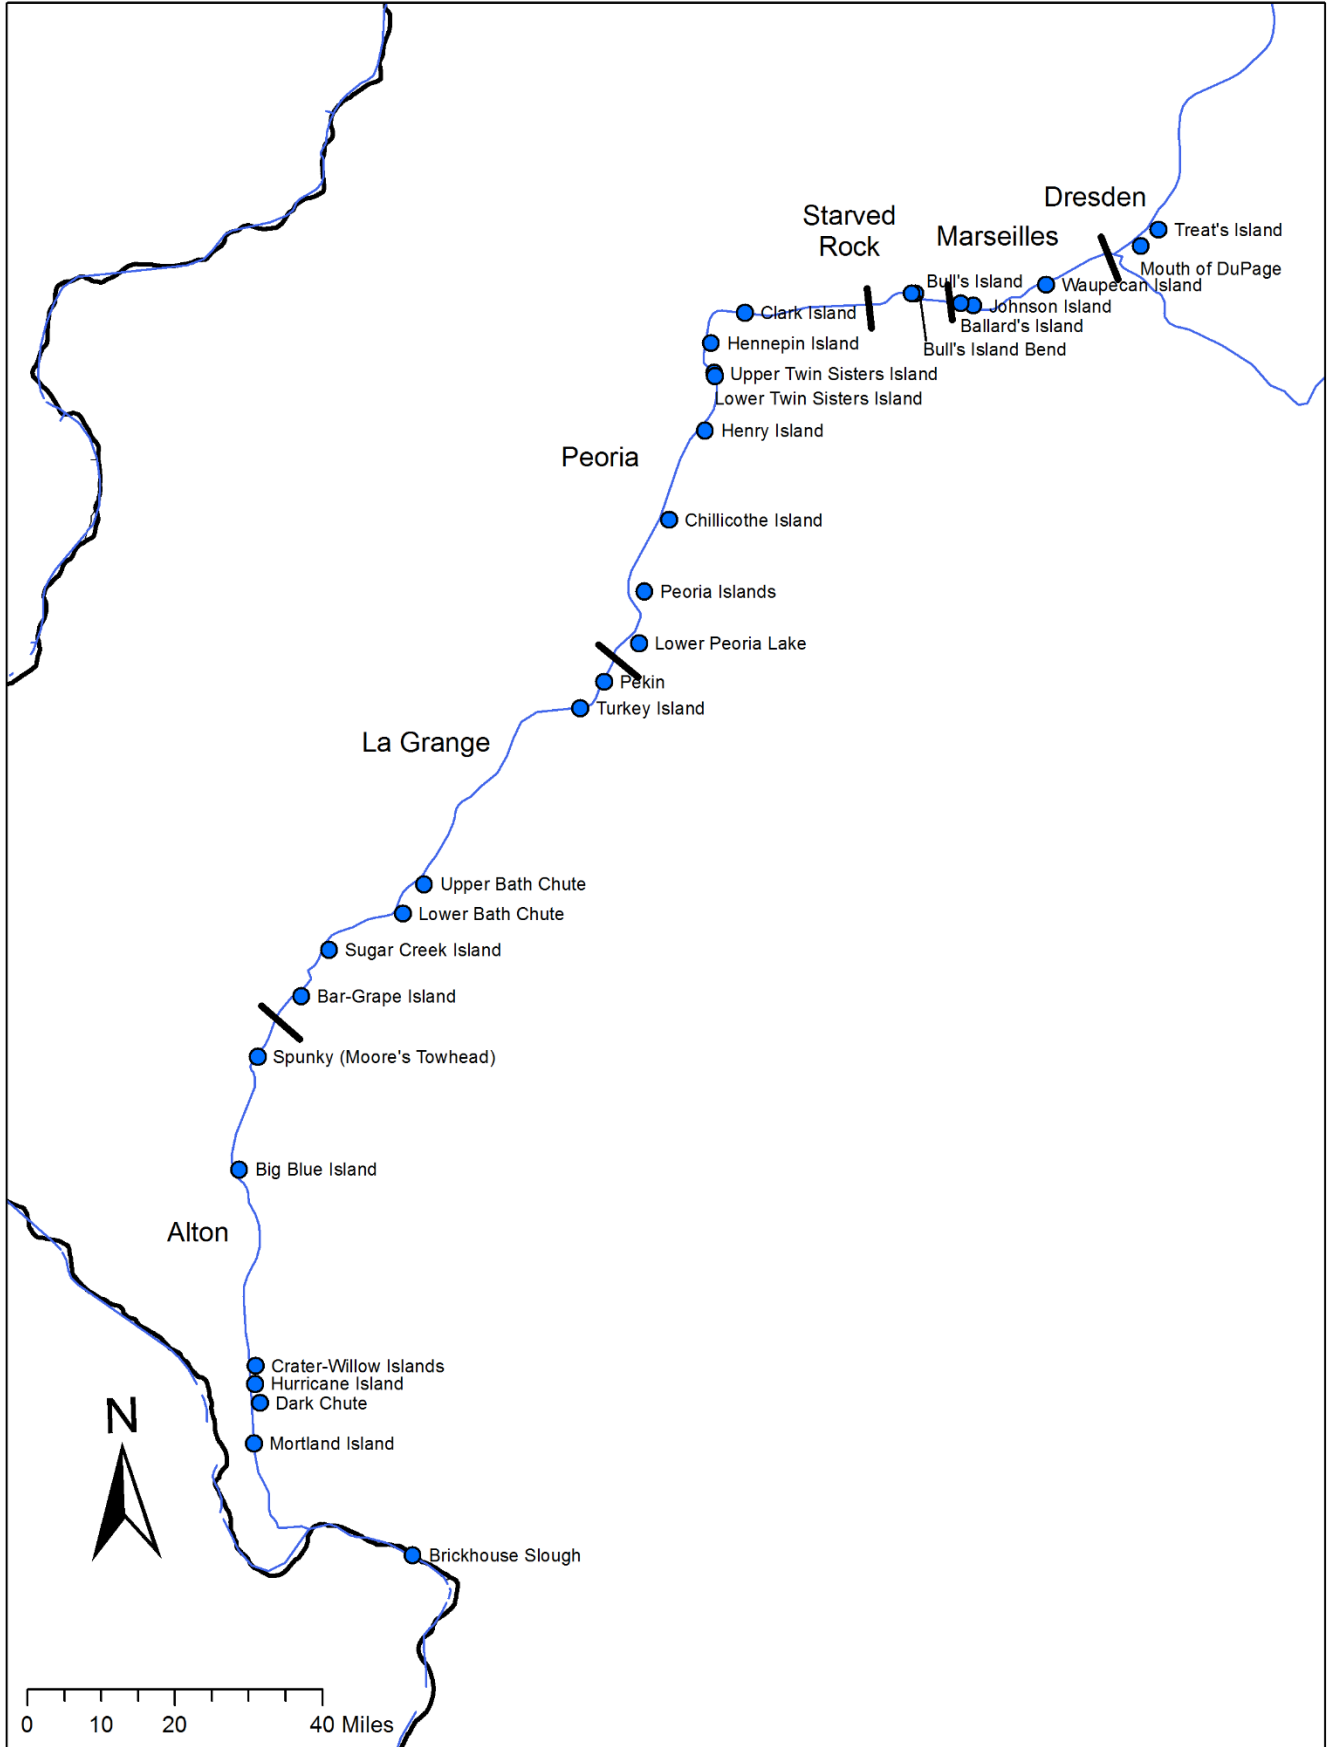 Dresden
Starved
Rock
Marseilles
Treat's Island
Mouth of DuPage
Bull's Island
Waupecan Island
Johnson Island
Clark Island
Ballard's Island
Bull's Island Bend
Hennepin Island
Upper Twin Sisters Island
Lower Twin Sisters Island
Henry Island
Peoria
Chillicothe Island
Peoria Islands
Lower Peoria Lake
Pekin
Turkey Island
La Grange
Upper Bath Chute
Lower Bath Chute
Sugar Creek Island
Bar-Grape Island
Spunky (Moore's Towhead)
Big Blue Island
Alton
Crater-Willow Islands
Hurricane Island
Dark Chute
N
Mortland Island
Brickhouse Slough
0 10 20 40 Miles